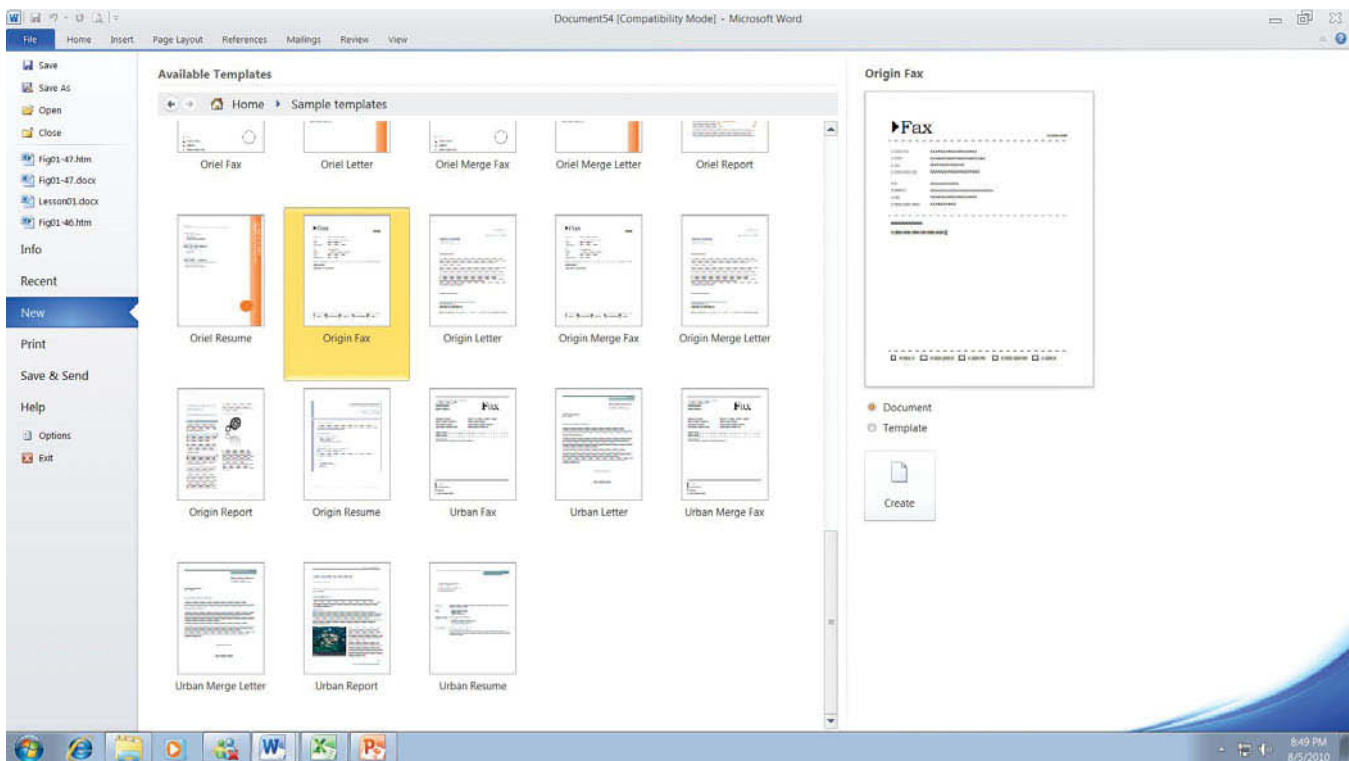 Document54 [Compatibility Mode] - Microsoft Word
File Home Insert Page Layout References Mailings Review View
Save
Save As
Open
Close
Fig01-47.htm
Fig01-47.docx
Lesson01.docx
Fig01-46.htm
Info
Recent
New
Print
Save & Send
Help
Options
Exit
Available Templates
Home Sample templates
Oriel Fax Oriel Letter Oriel Merge Fax Oriel Merge Letter Oriel Report
Oriel Resume Origin Fax Origin Letter Origin Merge Fax Origin Merge Letter
Origin Report Origin Resume Urban Fax Urban Letter Urban Merge Fax
Urban Merge Letter Urban Report Urban Resume
Origin Fax
Fax
Document
Template
Create
8:49 PM
8/5/2010